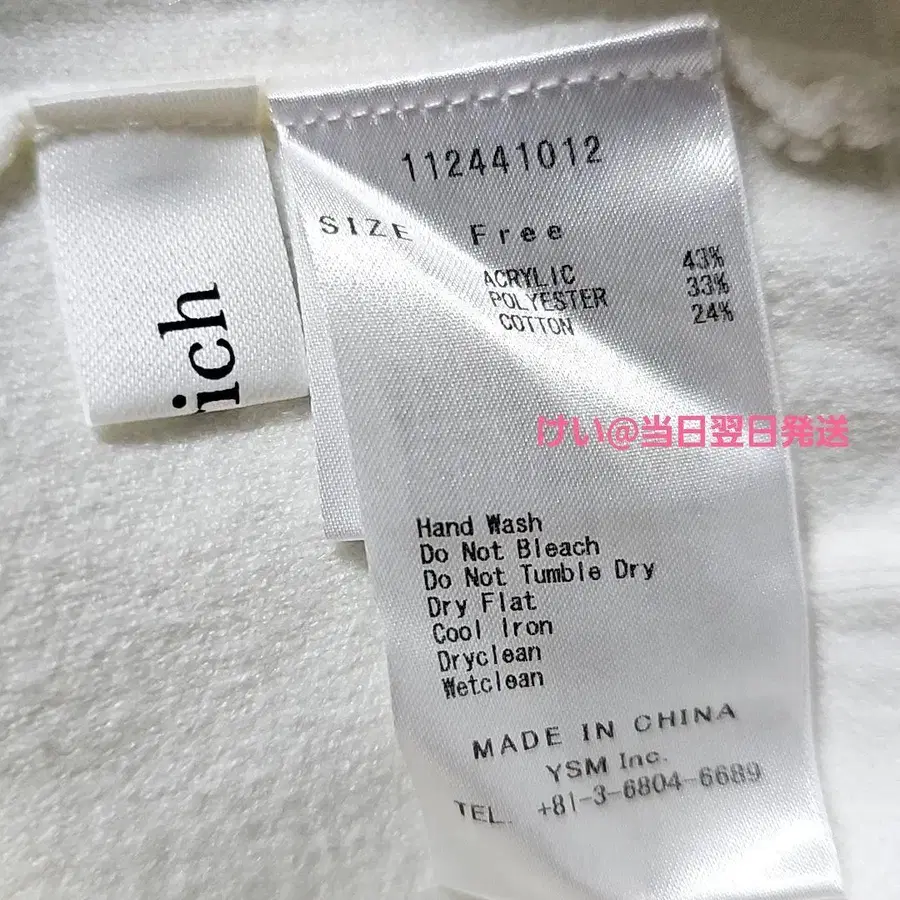 ich
112441012
SIZE Free
ACRYLIC 43%
POLYESTER 33%
COTTON 24%
けい@当日翌日発送
Hand Wash
Do Not Bleach
Do Not Tumble Dry
Dry Flat
Cool Iron
Dryclean
Wetclean
MADE IN CHINA
YSM Inc.
TEL. +81-3-6804-6689